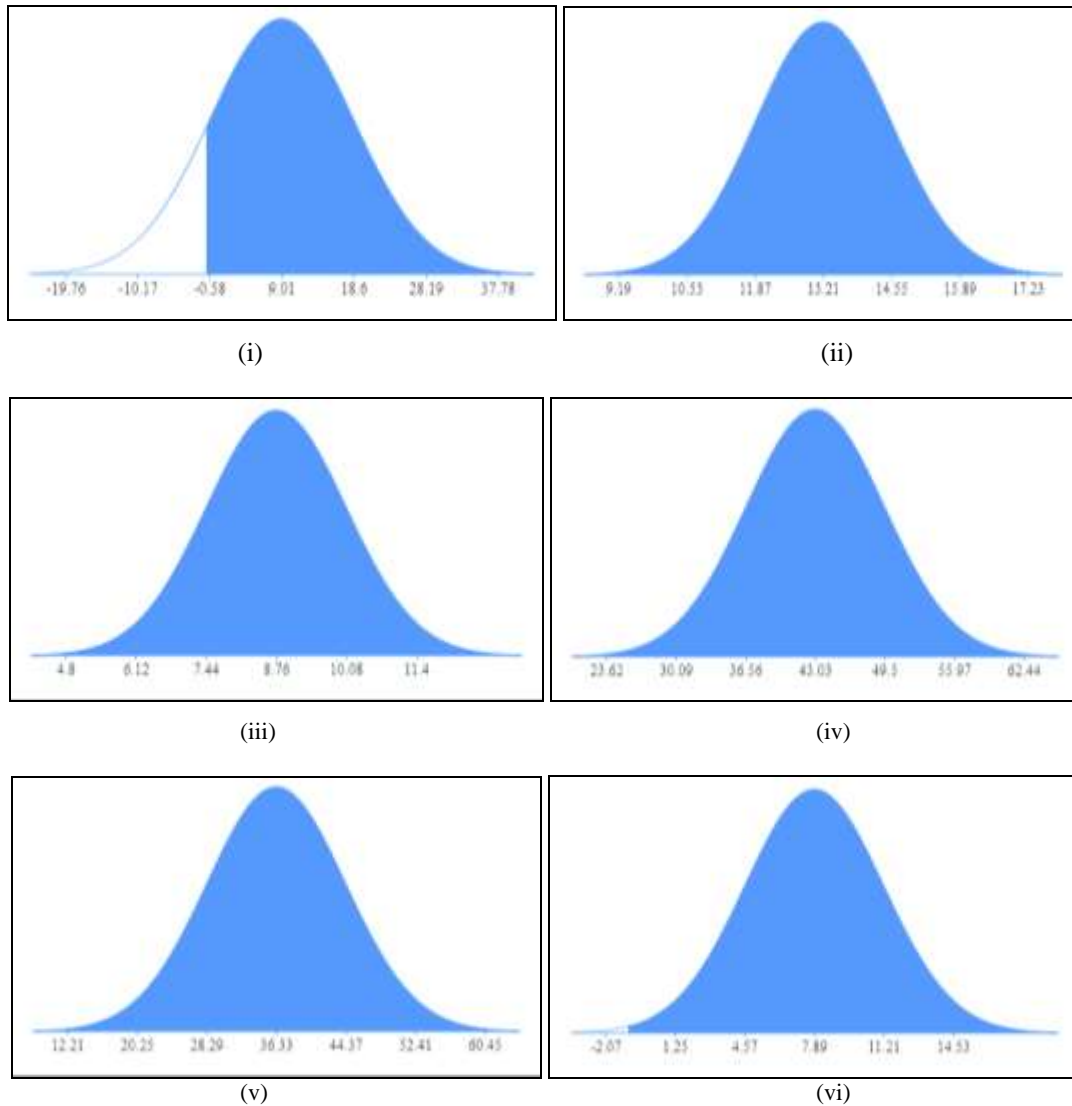 -19.76 -10.17 -0.58 9.01 18.6 28.19 37.78
9.19 10.53 11.87 13.21 14.55 15.89 17.23
(i)
(ii)
4.8 6.12 7.44 8.76 10.08 11.4
23.62 30.09 36.56 43.03 49.5 55.97 62.44
(iii)
(iv)
12.21 20.25 28.29 36.33 44.37 52.41 60.45
-2.07 1.25 4.57 7.89 11.21 14.53
(v)
(vi)